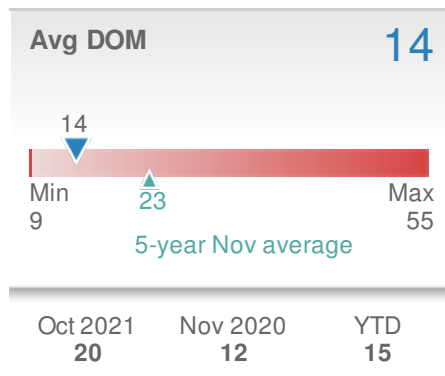 Avg DOM 14
14
Min Max
9 23 55
5-year Nov average
Oct 2021 Nov 2020 YTD
20 12 15